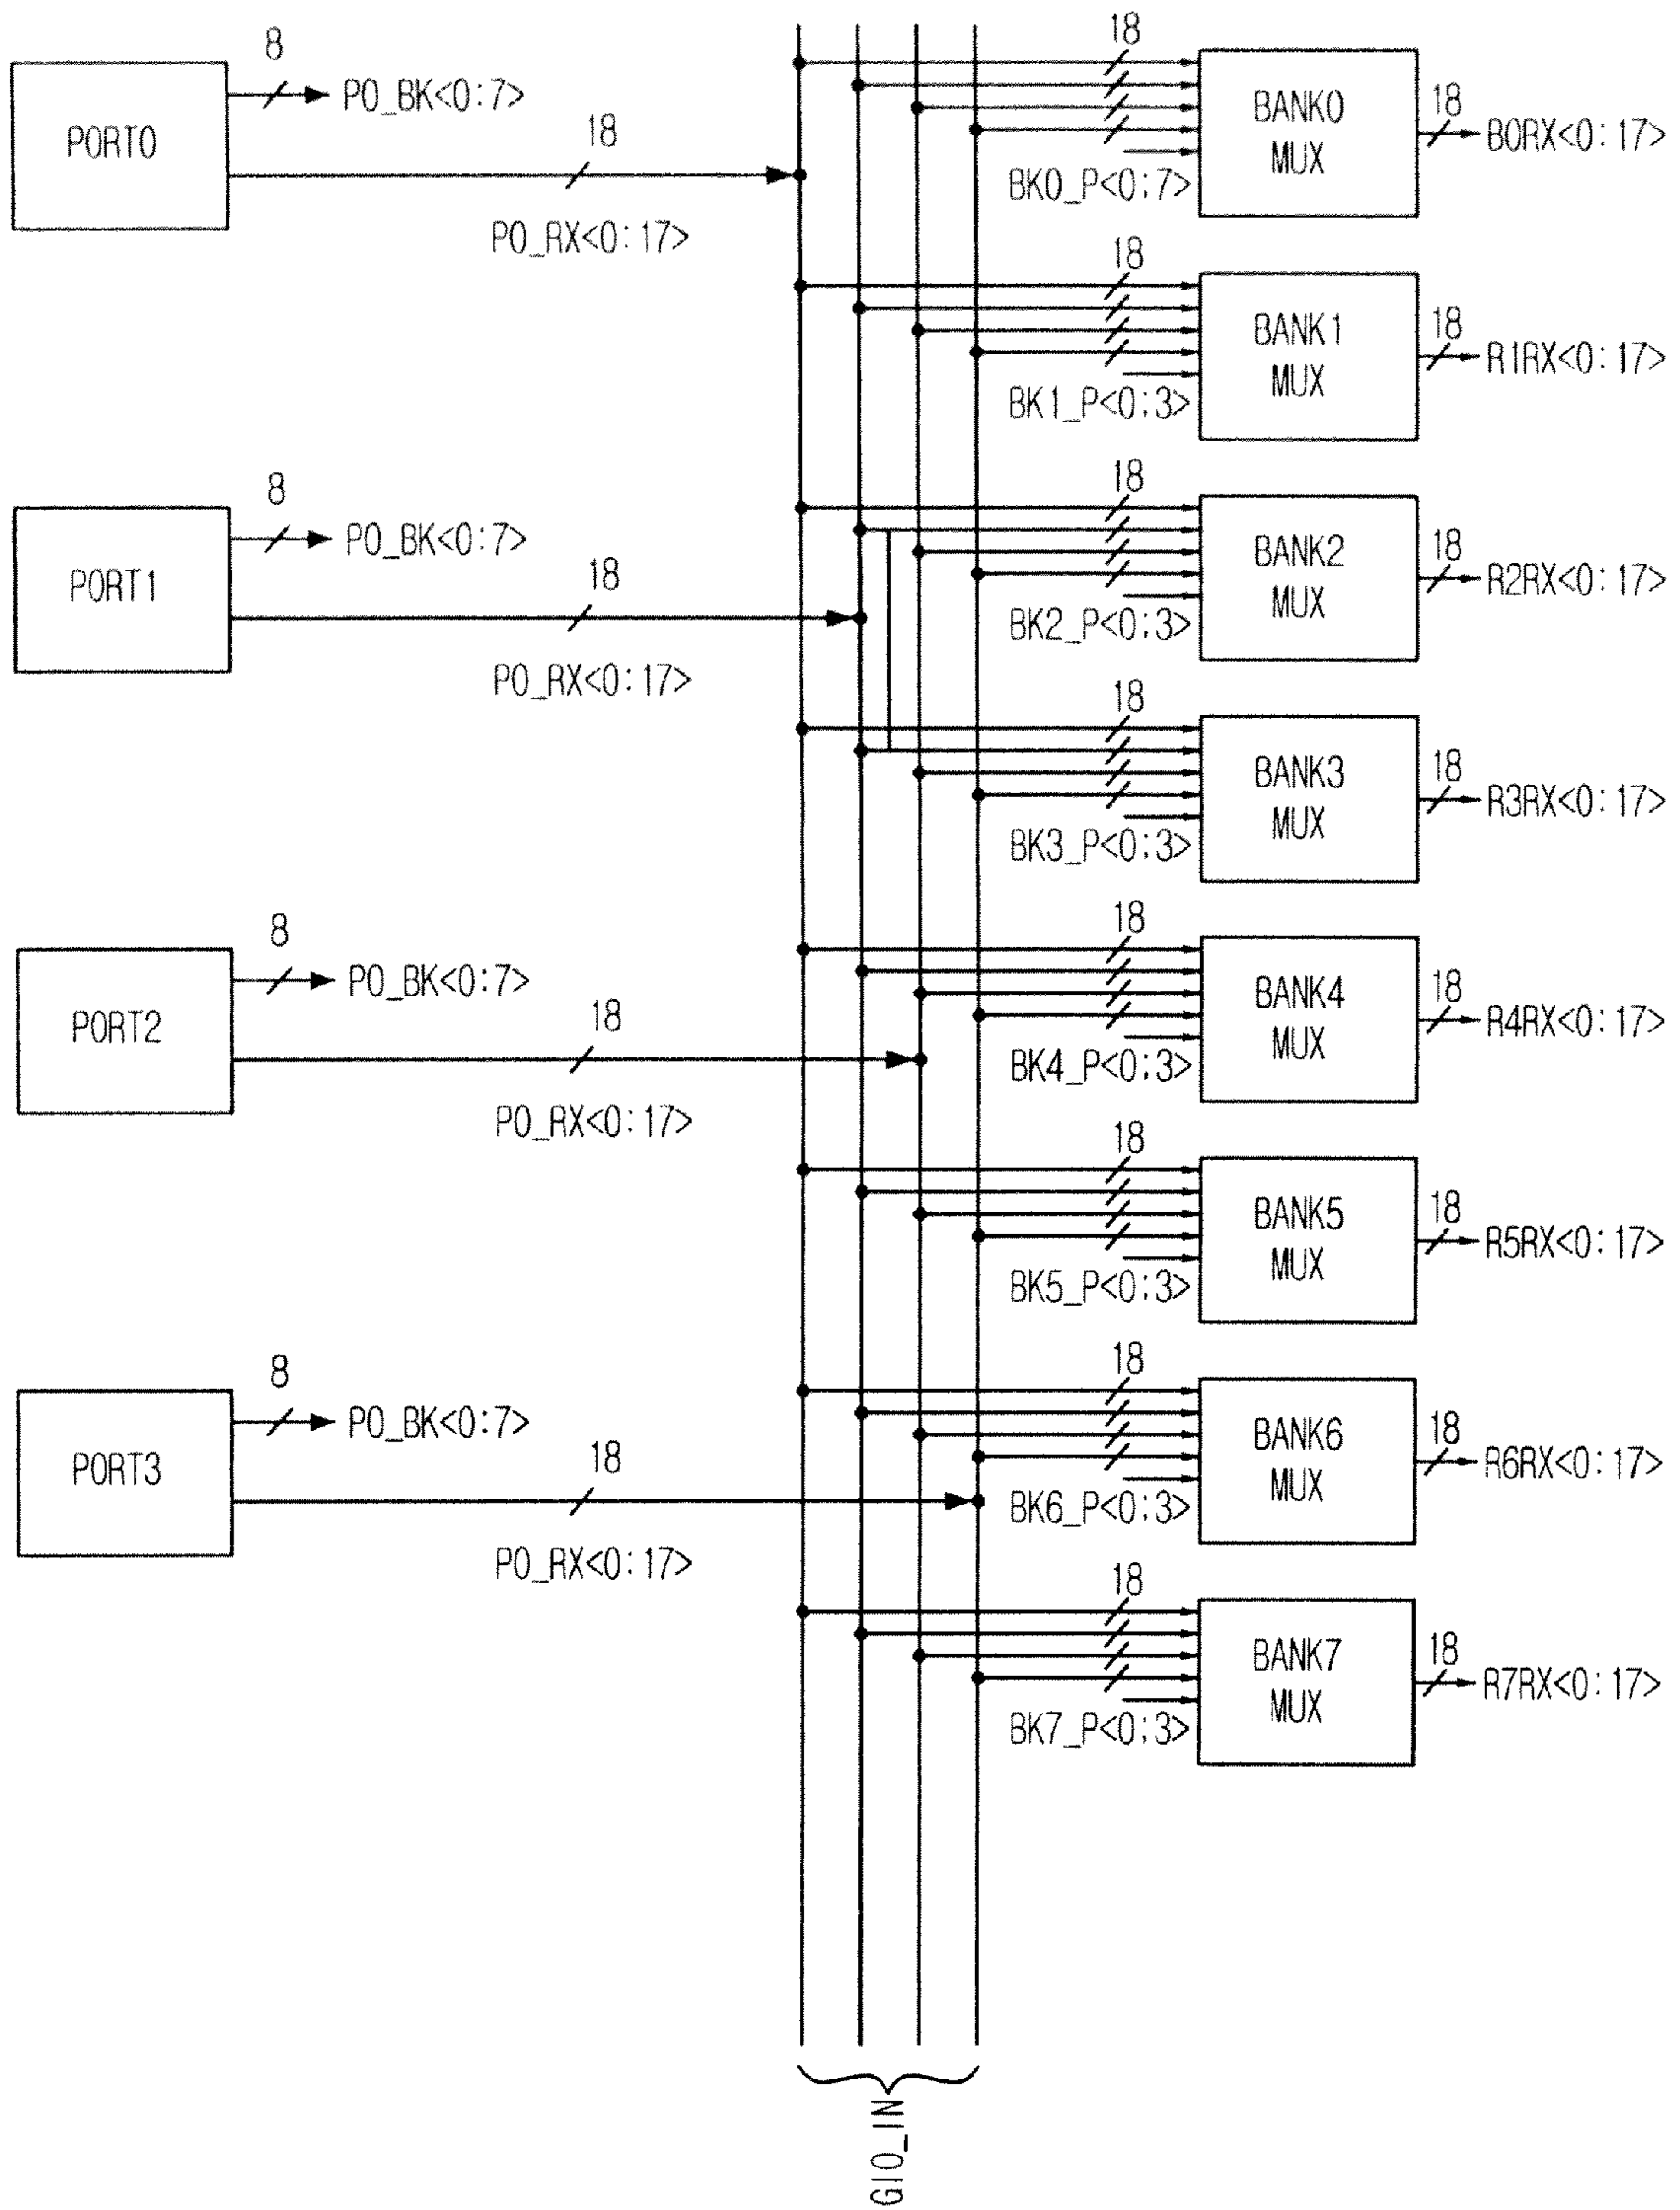 8
P0_BK<0:7>
PORT0
18
P0_RX<0:17>
8
P0_BK<0:7>
PORT1
18
P0_RX<0:17>
8
P0_BK<0:7>
PORT2
18
P0_RX<0:17>
8
P0_BK<0:7>
PORT3
18
P0_RX<0:17>
18
BANK0
MUX
BK0_P<0:7>
18
B0RX<0:17>
18
BANK1
MUX
BK1_P<0:3>
18
R1RX<0:17>
18
BANK2
MUX
BK2_P<0:3>
18
R2RX<0:17>
18
BANK3
MUX
BK3_P<0:3>
18
R3RX<0:17>
18
BANK4
MUX
BK4_P<0:3>
18
R4RX<0:17>
18
BANK5
MUX
BK5_P<0:3>
18
R5RX<0:17>
18
BANK6
MUX
BK6_P<0:3>
18
R6RX<0:17>
18
BANK7
MUX
BK7_P<0:3>
18
R7RX<0:17>
GIO_IN